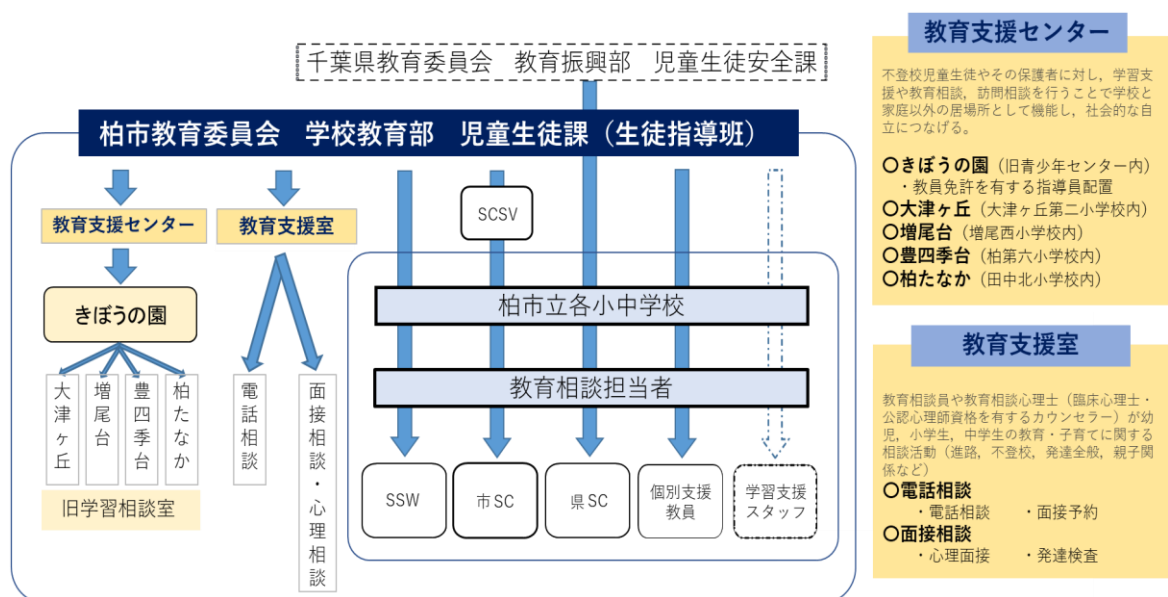 千葉県教育委員会　教育振興部　児童生徒安全課
柏市教育委員会　学校教育部　児童生徒課（生徒指導班）
教育支援センター
教育支援室
SCSV
きぼうの園
大津ヶ丘
増尾台
豊四季台
柏たなか
旧学習相談室
電話相談
面接相談・心理相談
柏市立各小中学校
教育相談担当者
SSW
市 SC
県 SC
個別支援
教員
学習支援
スタッフ
教育支援センター
不登校児童生徒やその保護者に対し，学習支
援や教育相談，訪問相談を行うことで学校と
家庭以外の居場所として機能し，社会的な自
立につなげる。
〇きぼうの園（旧青少年センター内）
・教員免許を有する指導員配置
〇大津ヶ丘（大津ヶ丘第二小学校内）
〇増尾台（増尾西小学校内）
〇豊四季台（柏第六小学校内）
〇柏たなか（田中北小学校内）
教育支援室
教育相談員や教育相談心理士（臨床心理士・
公認心理師資格を有するカウンセラー）が幼
児，小学生，中学生の教育・子育てに関する
相談活動（進路，不登校，発達全般，親子関
係など）
〇電話相談
・電話相談　・面接予約
〇面接相談
・心理面接　・発達検査